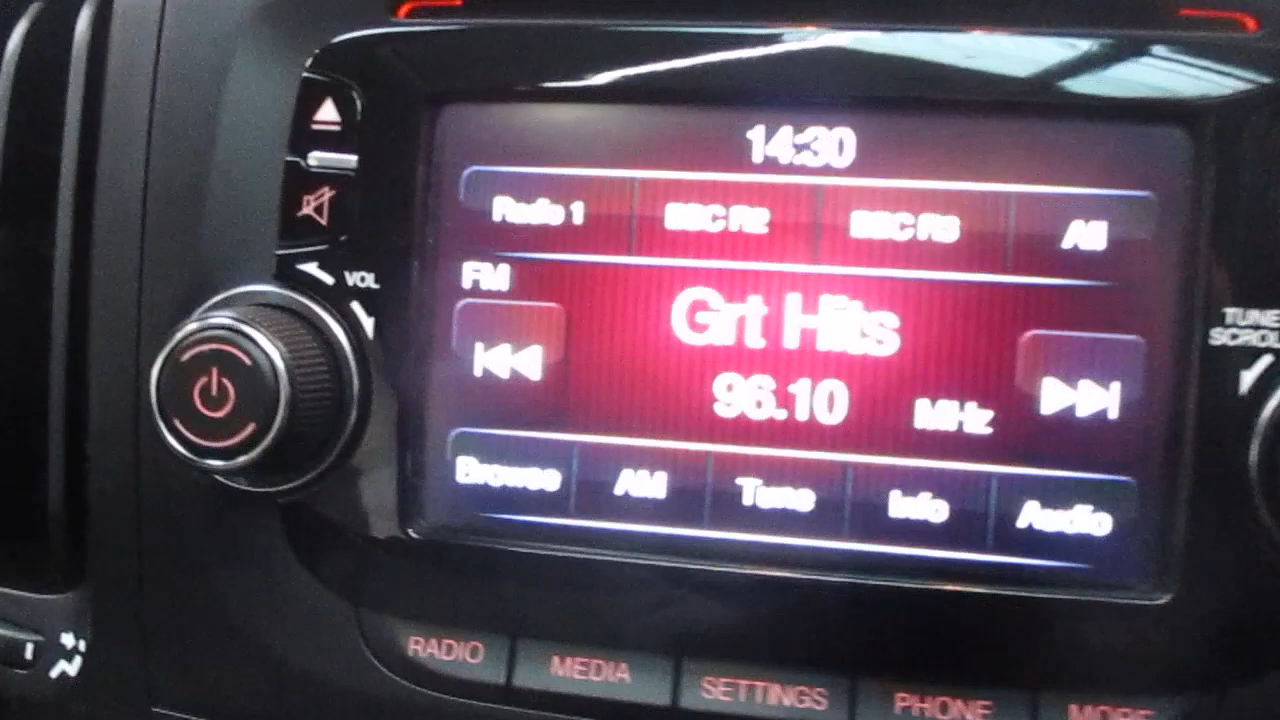 14:30
Radio 1 BBC R2 BBC R3 All
VOL
FM
Grt Hits
TUNE
SCROLL
96.10 MHz
Browse AM Tune Info Audio
RADIO MEDIA SETTINGS PHONE MORE